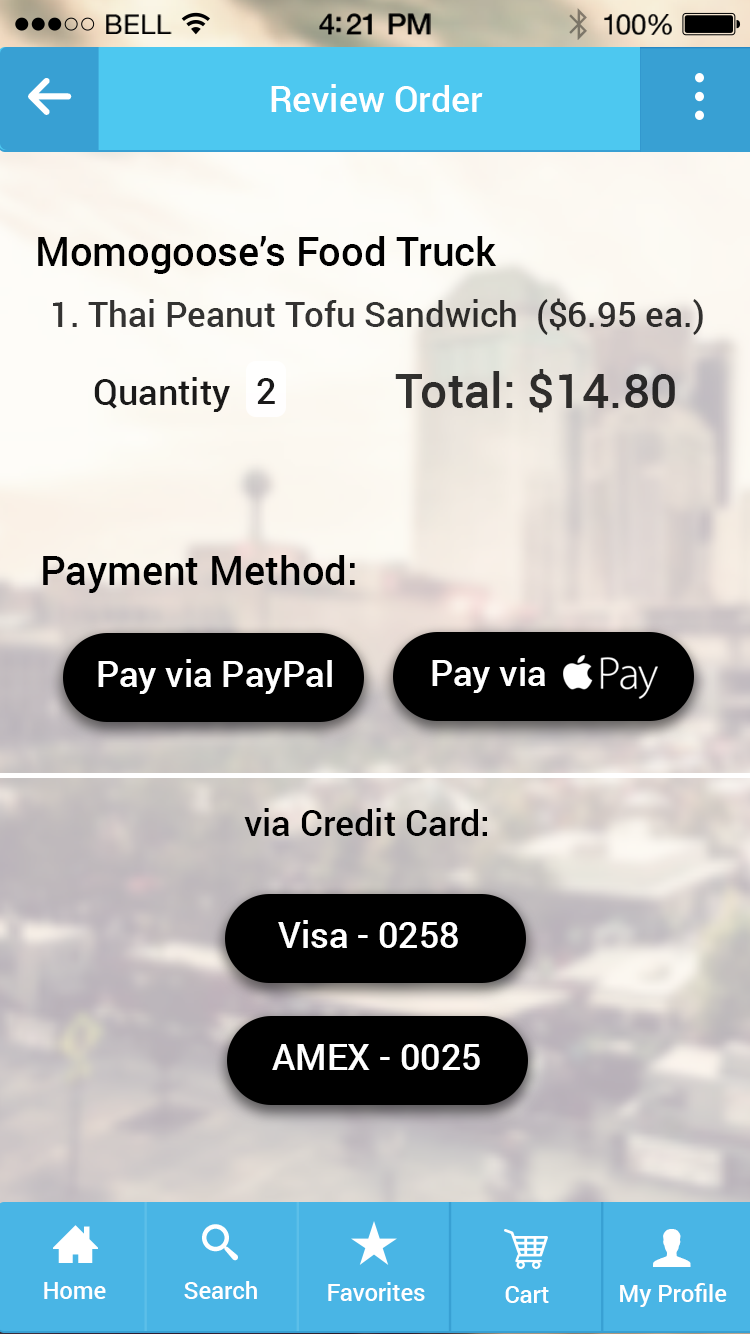 BELL 4:21 PM 100%
Review Order
Momogoose’s Food Truck
1. Thai Peanut Tofu Sandwich ($6.95 ea.)
Quantity 2 Total: $14.80
Payment Method:
Pay via PayPal
Pay via Pay
via Credit Card:
Visa - 0258
AMEX - 0025
Home Search Favorites Cart My Profile